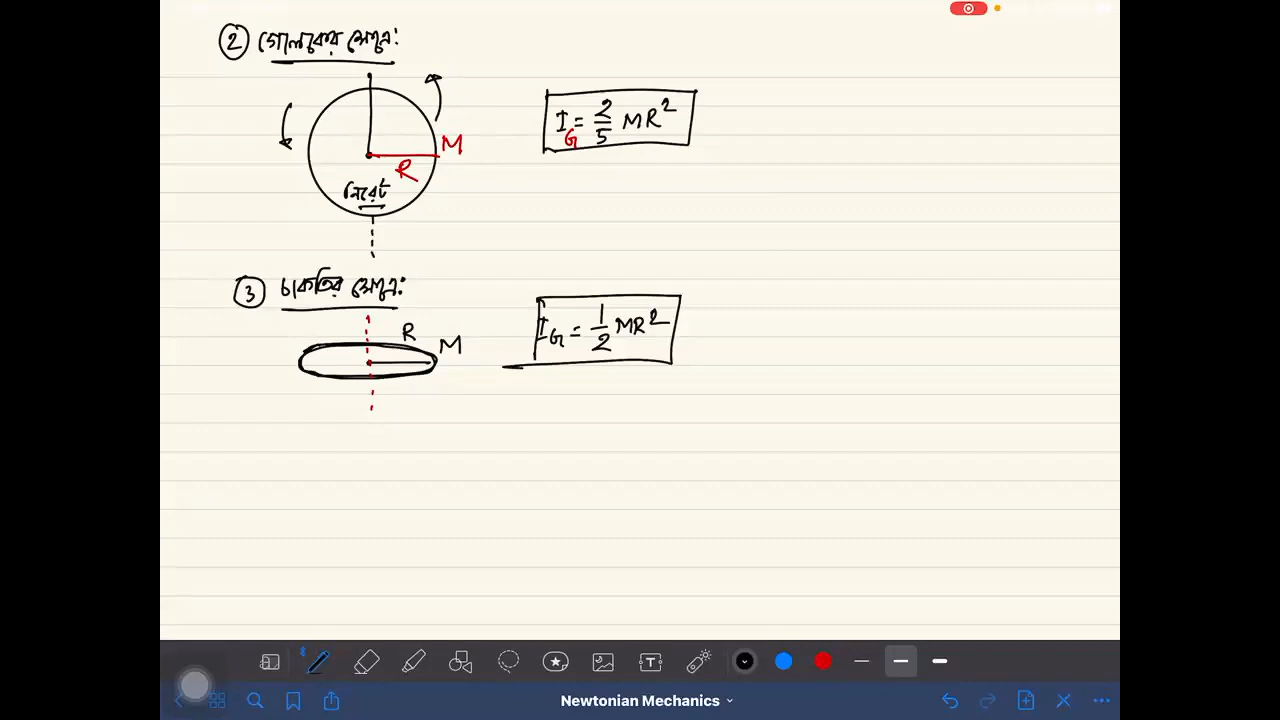 ② গোলকের ক্ষেত্রে:
I_G = 2/5 MR²
M
R
নিরেট
③ চাকতির ক্ষেত্রে:
I_G = 1/2 MR²
R
M
T
Newtonian Mechanics